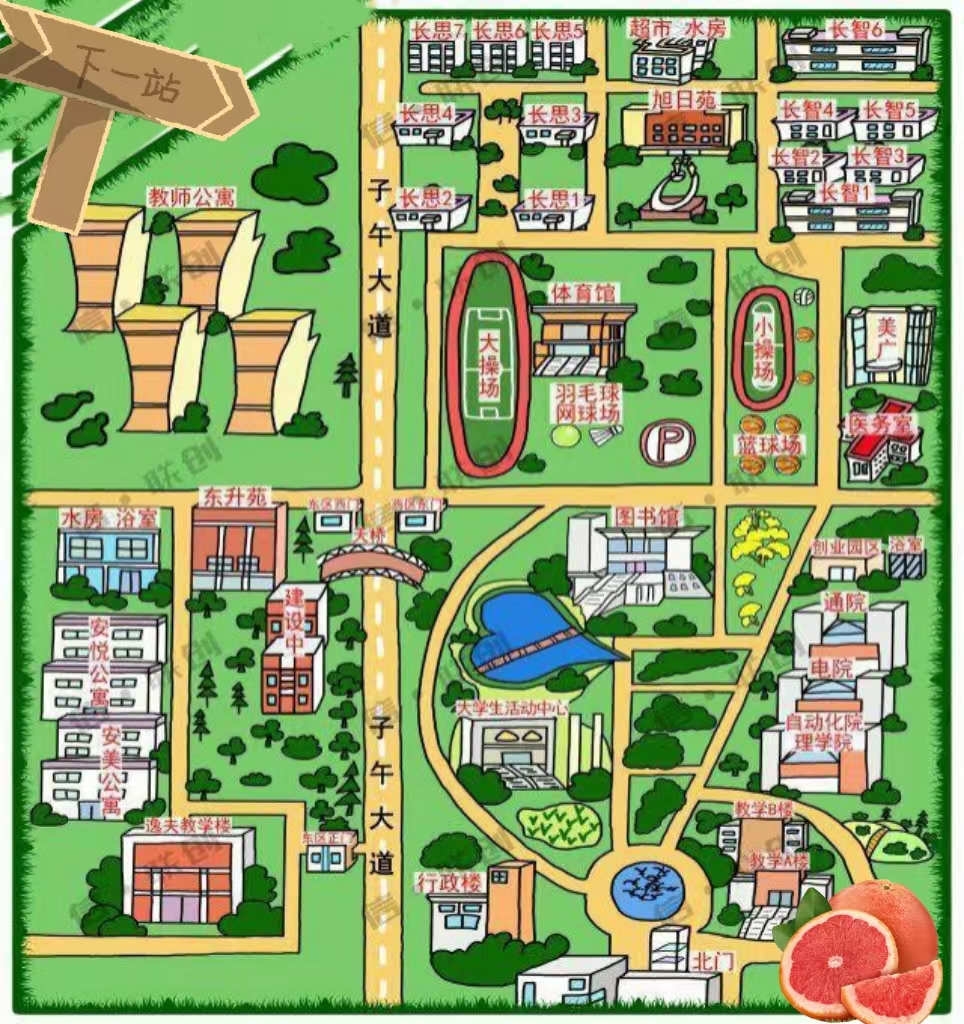 下一站
长思7
长思6
长思5
超市 水房
长智6
长思4
长思3
旭日苑
长智4
长智5
长智2
长智3
长思2
长思1
长智1
教师公寓
子午大道
体育馆
大操场
小操场
美广
羽毛球
网球场
P
篮球场
医务室
东升苑
东区西门
西区东门
水房 浴室
天桥
图书馆
创业园区
浴室
建设中
安悦公寓
通院
电院
大学生活动中心
自动化院
理学院
安美公寓
子午大道
逸夫教学楼
东区正门
教学B楼
教学A楼
行政楼
北门
信·联创